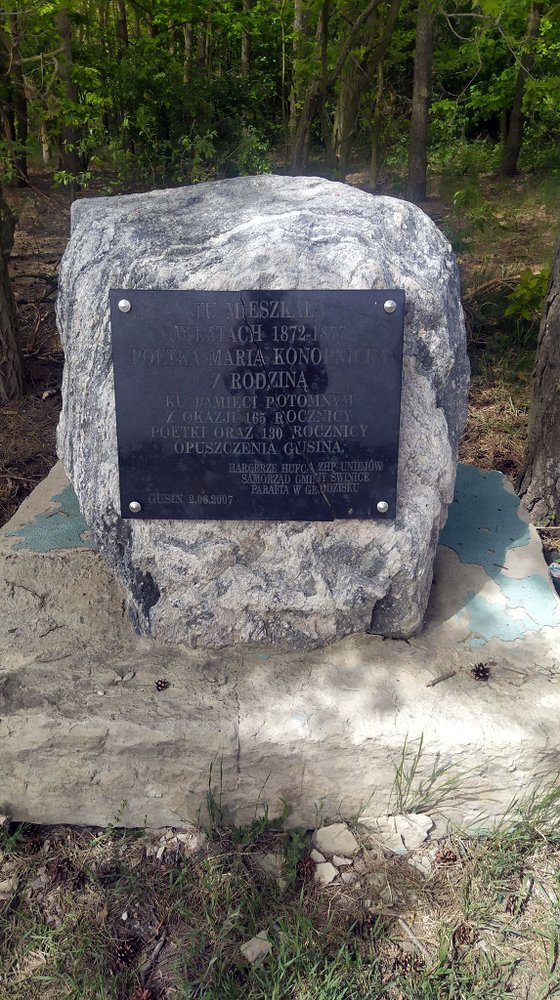 TU MIESZKAŁA
W LATACH 1872-1877
POETKA MARIA KONOPNICKA
Z RODZINĄ
KU PAMIĘCI POTOMNYM
Z OKAZJI 165 ROCZNICY
POETKI ORAZ 130 ROCZNICY
OPUSZCZENIA GUSINA.
HARCERZE HUFCA ZHP UNIEJÓW
SAMORZĄD GMINY ŚWINICE
PARAFIA W GRODZISKU
GUSIN 2.06.2007